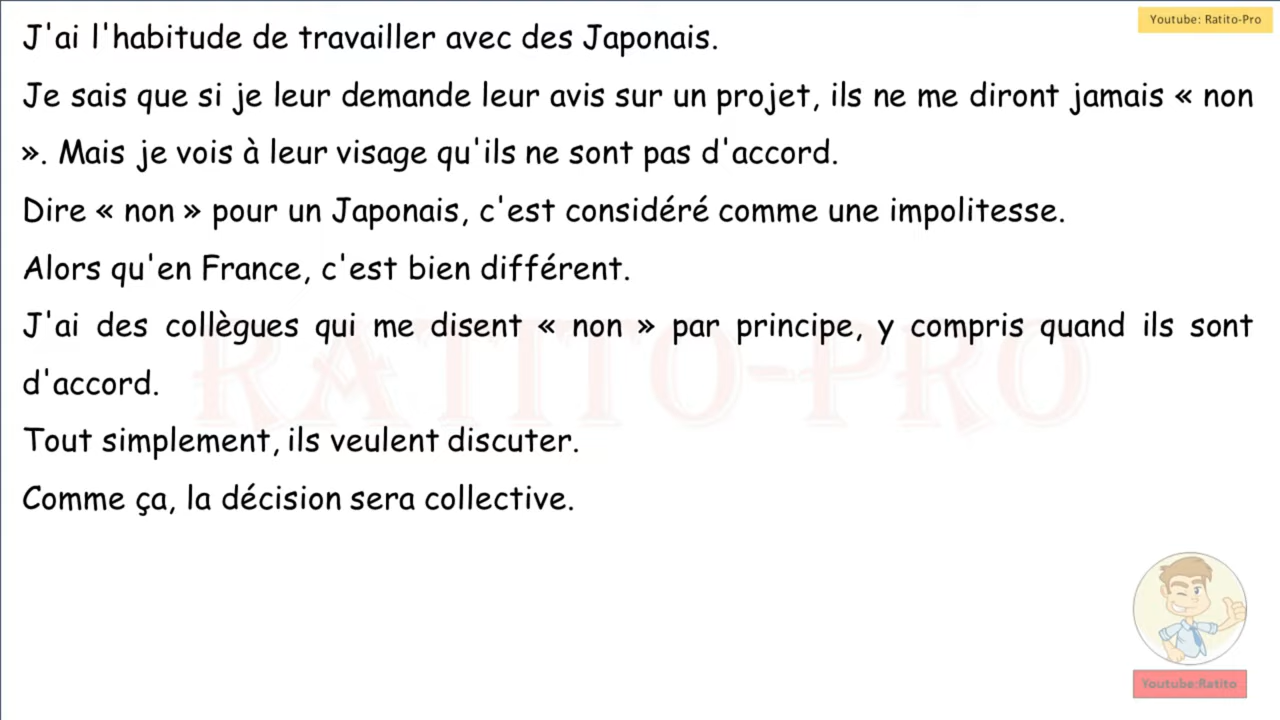 Youtube: Ratito-Pro
J'ai l'habitude de travailler avec des Japonais.
Je sais que si je leur demande leur avis sur un projet, ils ne me diront jamais « non
». Mais je vois à leur visage qu'ils ne sont pas d'accord.
Dire « non » pour un Japonais, c'est considéré comme une impolitesse.
Alors qu'en France, c'est bien différent.
J'ai des collègues qui me disent « non » par principe, y compris quand ils sont
d'accord.
Tout simplement, ils veulent discuter.
Comme ça, la décision sera collective.
RATITO-PRO
Youtube:Ratito